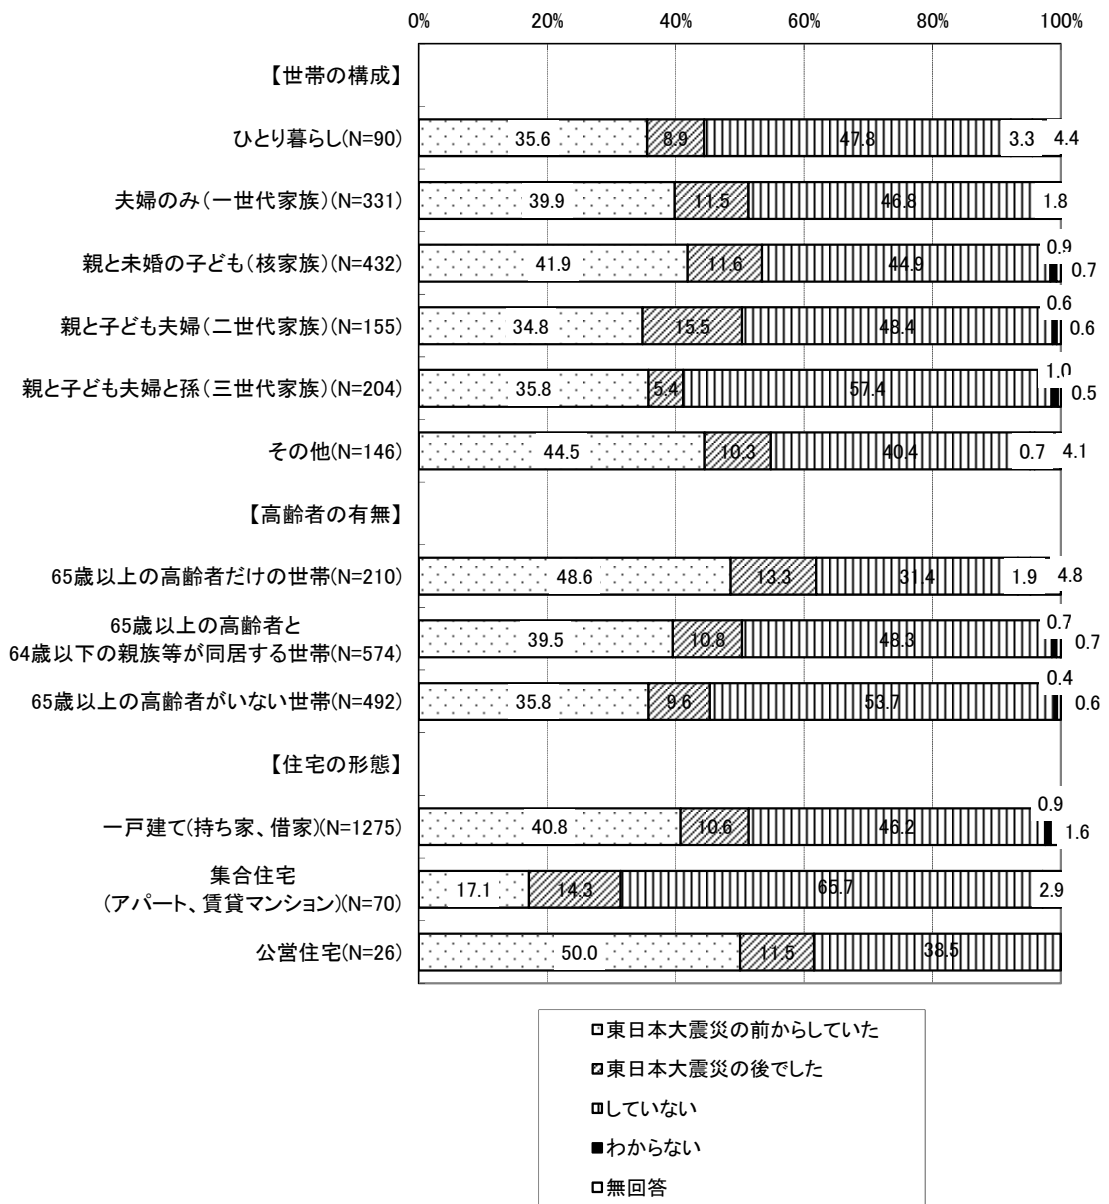 0% 20% 40% 60% 80% 100%
【世帯の構成】
ひとり暮らし(N=90) 35.6 8.9 47.8 3.3 4.4
夫婦のみ(一世代家族)(N=331) 39.9 11.5 46.8 1.8
親と未婚の子ども(核家族)(N=432) 41.9 11.6 44.9 0.9 0.7
親と子ども夫婦(二世代家族)(N=155) 34.8 15.5 48.4 0.6 0.6
親と子ども夫婦と孫(三世代家族)(N=204) 35.8 5.4 57.4 1.0 0.5
その他(N=146) 44.5 10.3 40.4 0.7 4.1
【高齢者の有無】
65歳以上の高齢者だけの世帯(N=210) 48.6 13.3 31.4 1.9 4.8
65歳以上の高齢者と
64歳以下の親族等が同居する世帯(N=574) 39.5 10.8 48.3 0.7 0.7
65歳以上の高齢者がいない世帯(N=492) 35.8 9.6 53.7 0.4 0.6
【住宅の形態】
一戸建て(持ち家、借家)(N=1275) 40.8 10.6 46.2 0.9 1.6
集合住宅
(アパート、賃貸マンション)(N=70) 17.1 14.3 65.7 2.9
公営住宅(N=26) 50.0 11.5 38.5
東日本大震災の前からしていた
東日本大震災の後でした
していない
わからない
無回答